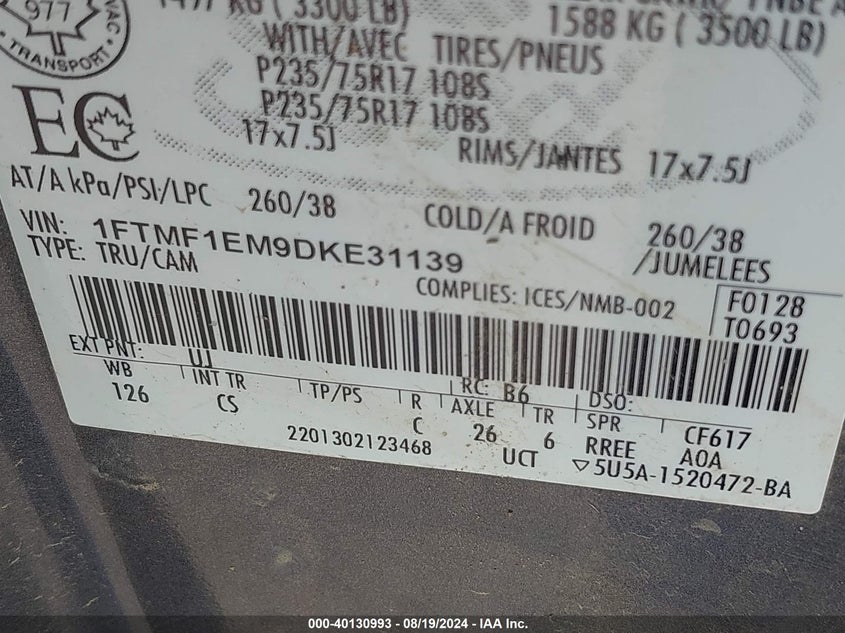 KG ( 3300 LB)
1588 KG ( 3500 LB)
977
TRANSPORT
WITH/AVEC TIRES/PNEUS
P235/75R17 108S
P235/75R17 108S
EC
17x7.5J RIMS/JANTES 17x7.5J
AT/A kPa/PSI/LPC 260/38 COLD/A FROID 260/38
VIN: 1FTMF1EM9DKE31139 /JUMELEES
TYPE: TRU/CAM
COMPLIES: ICES/NMB-002 F0128
T0693
EXT PNT: UJ RC: B6 DSO:
WB INT TR TP/PS R AXLE TR SPR CF617
126 CS C 26 6 RREE A0A
2201302123468 UCT 5U5A-1520472-BA
000-40130993 - 08/19/2024 - IAA Inc.